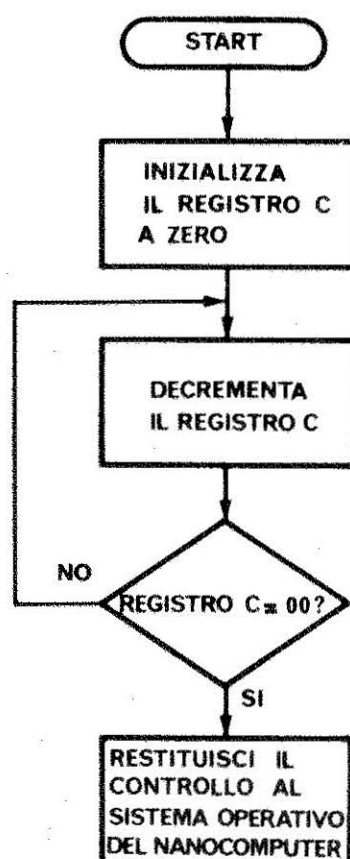 START
INIZIALIZZA
IL REGISTRO C
A ZERO
DECREMENTA
IL REGISTRO C
NO
REGISTRO C = 00?
SI
RESTITUISCI IL
CONTROLLO AL
SISTEMA OPERATIVO
DEL NANOCOMPUTER